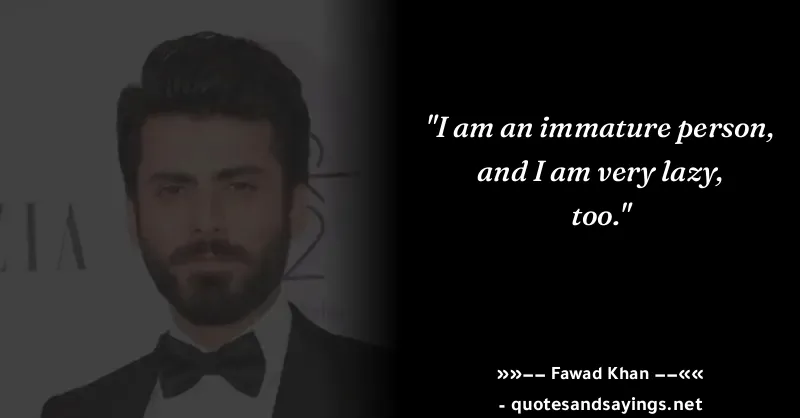 "I am an immature person,
and I am very lazy,
too."
»»−− Fawad Khan −−««
- quotesandsayings.net